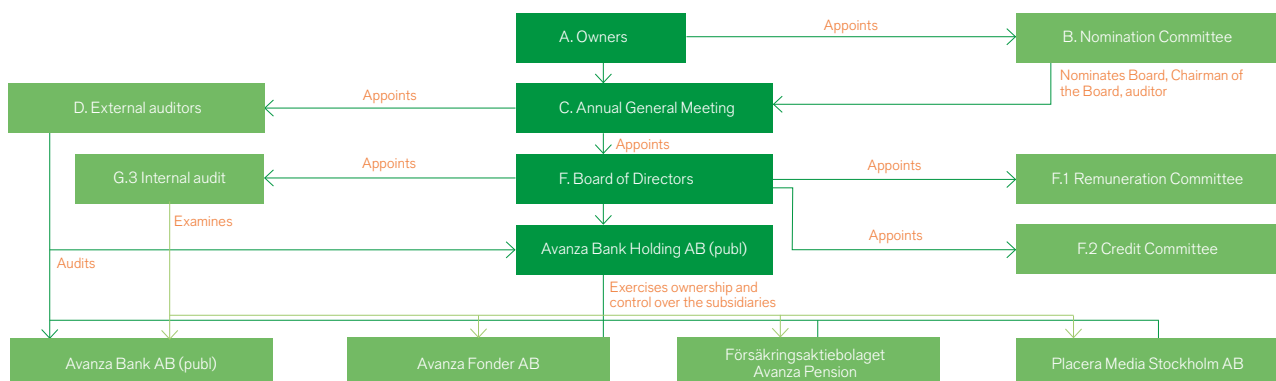 A. Owners
Appoints
B. Nomination Committee
Nominates Board, Chairman of
the Board, auditor
D. External auditors
Appoints
C. Annual General Meeting
Appoints
G.3 Internal audit
Appoints
F. Board of Directors
Appoints
F.1 Remuneration Committee
Examines
Avanza Bank Holding AB (publ)
Appoints
F.2 Credit Committee
Audits
Exercises ownership and
control over the subsidiaries
Avanza Bank AB (publ)
Avanza Fonder AB
Försäkringsaktiebolaget
Avanza Pension
Placera Media Stockholm AB